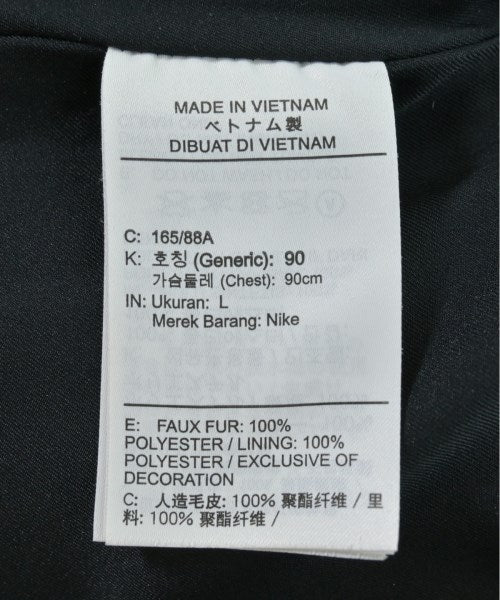 MADE IN VIETNAM
ベトナム製
DIBUAT DI VIETNAM
C: 165/88A
K: 호칭 (Generic): 90
가슴둘레 (Chest): 90cm
IN: Ukuran: L
Merek Barang: Nike
E: FAUX FUR: 100%
POLYESTER / LINING: 100%
POLYESTER / EXCLUSIVE OF
DECORATION
C: 人造毛皮: 100% 聚酯纤维 / 里
料: 100% 聚酯纤维 /